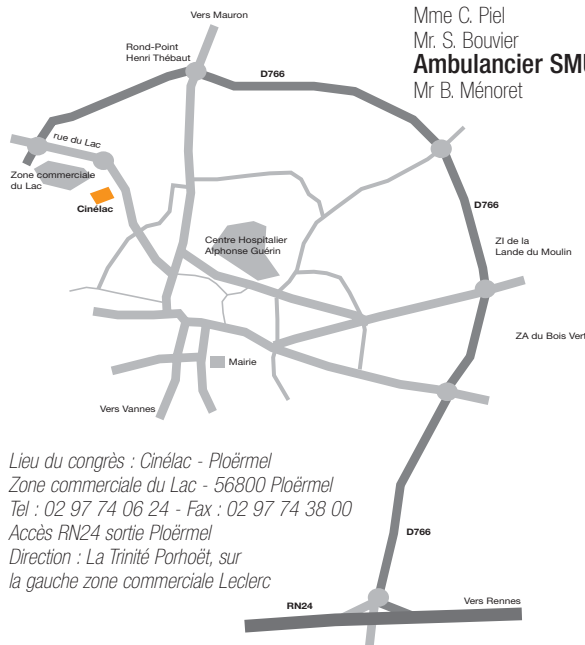 Mme C. Piel
Mr. S. Bouvier
Ambulancier SMU
Mr B. Ménoret
Vers Mauron
Rond-Point
Henri Thébaut
D766
rue du Lac
Zone commerciale
du Lac
Cinélac
D766
Centre Hospitalier
Alphonse Guérin
ZI de la
Lande du Moulin
ZA du Bois Vert
Mairie
Vers Vannes
Lieu du congrès : Cinélac - Ploërmel
Zone commerciale du Lac - 56800 Ploërmel
Tel : 02 97 74 06 24 - Fax : 02 97 74 38 00
Accès RN24 sortie Ploërmel
Direction : La Trinité Porhoët, sur
la gauche zone commerciale Leclerc
D766
RN24
Vers Rennes